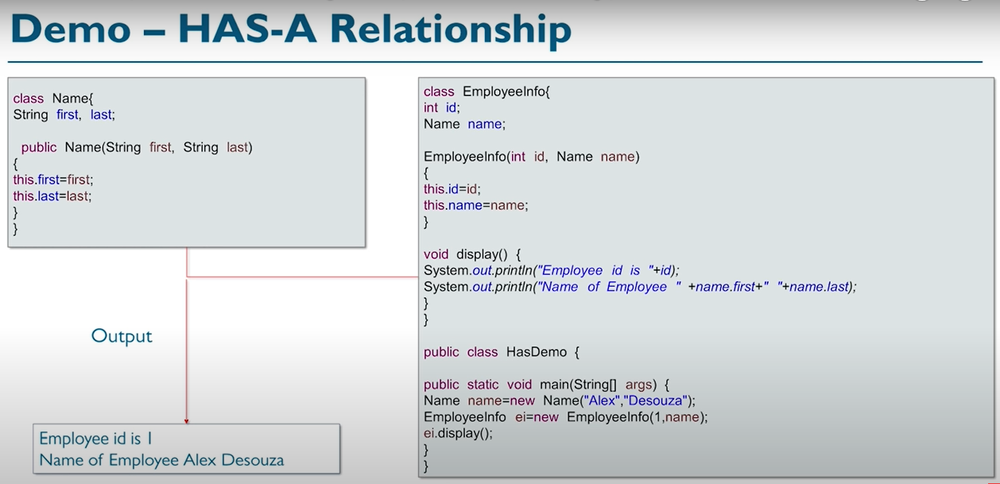 Demo – HAS-A Relationship
class Name{
String first, last;
public Name(String first, String last)
{
this.first=first;
this.last=last;
}
}
class EmployeeInfo{
int id;
Name name;
EmployeeInfo(int id, Name name)
{
this.id=id;
this.name=name;
}
void display() {
System.out.println("Employee id is "+id);
System.out.println("Name of Employee " +name.first+" "+name.last);
}
}
public class HasDemo {
public static void main(String[] args) {
Name name=new Name("Alex","Desouza");
EmployeeInfo ei=new EmployeeInfo(1,name);
ei.display();
}
}
Output
Employee id is 1
Name of Employee Alex Desouza